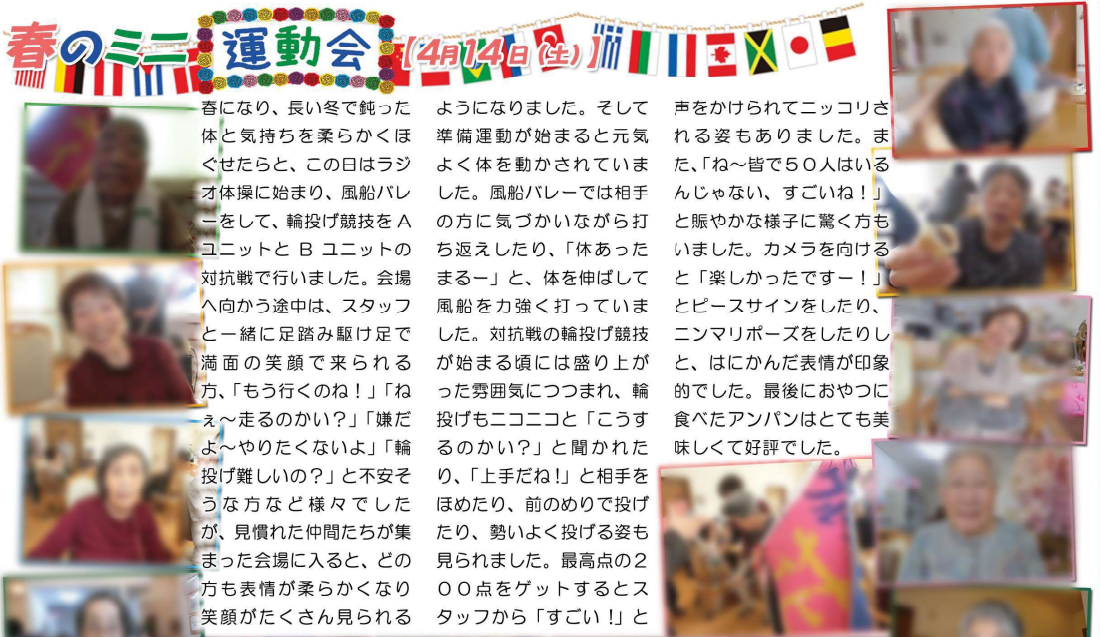 春のミニ運動会【4月14日(土)】
春になり、長い冬で鈍った
体と気持ちを柔らかくほ
ぐせたらと、この日はラジ
オ体操に始まり、風船バレ
ーをして、輪投げ競技をA
ユニットとBユニットの
対抗戦で行いました。会場
へ向かう途中は、スタッフ
と一緒に足踏み駆け足で
満面の笑顔で来られる
方、「もう行くのね！」「ね
ぇ～走るのかい？」「嫌だ
よ～やりたくないよ」「輪
投げ難しいの？」と不安そ
うな方など様々でした
が、見慣れた仲間たちが集
まった会場に入ると、どの
方も表情が柔らかくなり
笑顔がたくさん見られる
ようになりました。そして
準備運動が始まると元気
よく体を動かされていま
した。風船バレーでは相手
の方に気づかいながら打
ち返えしたり、「体あった
まるー」と、体を伸ばして
風船を力強く打っていま
した。対抗戦の輪投げ競技
が始まる頃には盛り上が
った雰囲気につつまれ、輪
投げもニコニコと「こうす
るのかい？」と聞かれた
り、「上手だね！」と相手を
ほめたり、前のめりで投げ
たり、勢いよく投げる姿も
見られました。最高点の２
００点をゲットするとス
タッフから「すごい！」と
声をかけられてニッコリさ
れる姿もありました。ま
た、「ね～皆で５０人はいる
んじゃない、すごいね！」
と賑やかな様子に驚く方も
いました。カメラを向ける
と「楽しかったですー！」
とピースサインをしたり、
ニンマリポーズをしたりし
と、はにかんだ表情が印象
的でした。最後におやつに
食べたアンパンはとても美
味しくて好評でした。